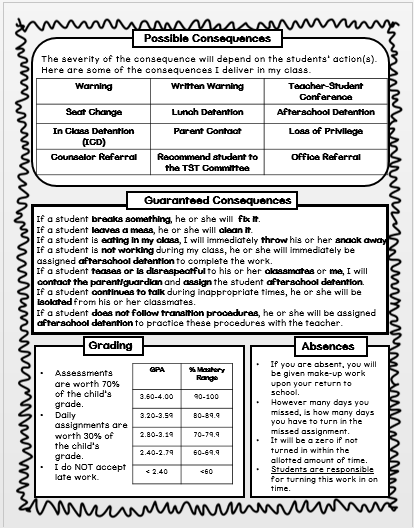 Possible Consequences
The severity of the consequence will depend on the students' action(s).
Here are some of the consequences I deliver in my class.
Warning
Written Warning
Teacher-Student
Conference
Seat Change
Lunch Detention
Afterschool Detention
In Class Detention
(ICD)
Parent Contact
Loss of Privilege
Counselor Referral
Recommend student to
the TST Committee
Office Referral
Guaranteed Consequences
If a student breaks something, he or she will fix it.
If a student leaves a mess, he or she will clean it.
If a student is eating in my class, I will immediately throw his or her snack away
If a student is not working during my class, he or she will immediately be
assigned afterschool detention to complete the work.
If a student teases or is disrespectful to his or her classmates or me, I will
contact the parent/guardian and assign the student afterschool detention.
If a student continues to talk during inappropriate times, he or she will be
isolated from his or her classmates.
If a student does not follow transition procedures, he or she will be assigned
afterschool detention to practice these procedures with the teacher.
Grading
• Assessments
are worth 70%
of the child's
grade.
• Daily
assignments are
worth 30% of
the child's
grade.
• I do NOT accept
late work.
GPA
% Mastery
Range
3.60-4.00
90-100
3.20-3.59
80-89.9
2.80-3.19
70-79.9
2.40-2.79
60-69.9
< 2.40
<60
Absences
• If you are absent, you will
be given make-up work
upon your return to
school.
• However many days you
missed, is how many days
you have to turn in the
missed assignment.
• It will be a zero if not
turned in within the
allotted amount of time.
• Students are responsible
for turning this work in on
time.